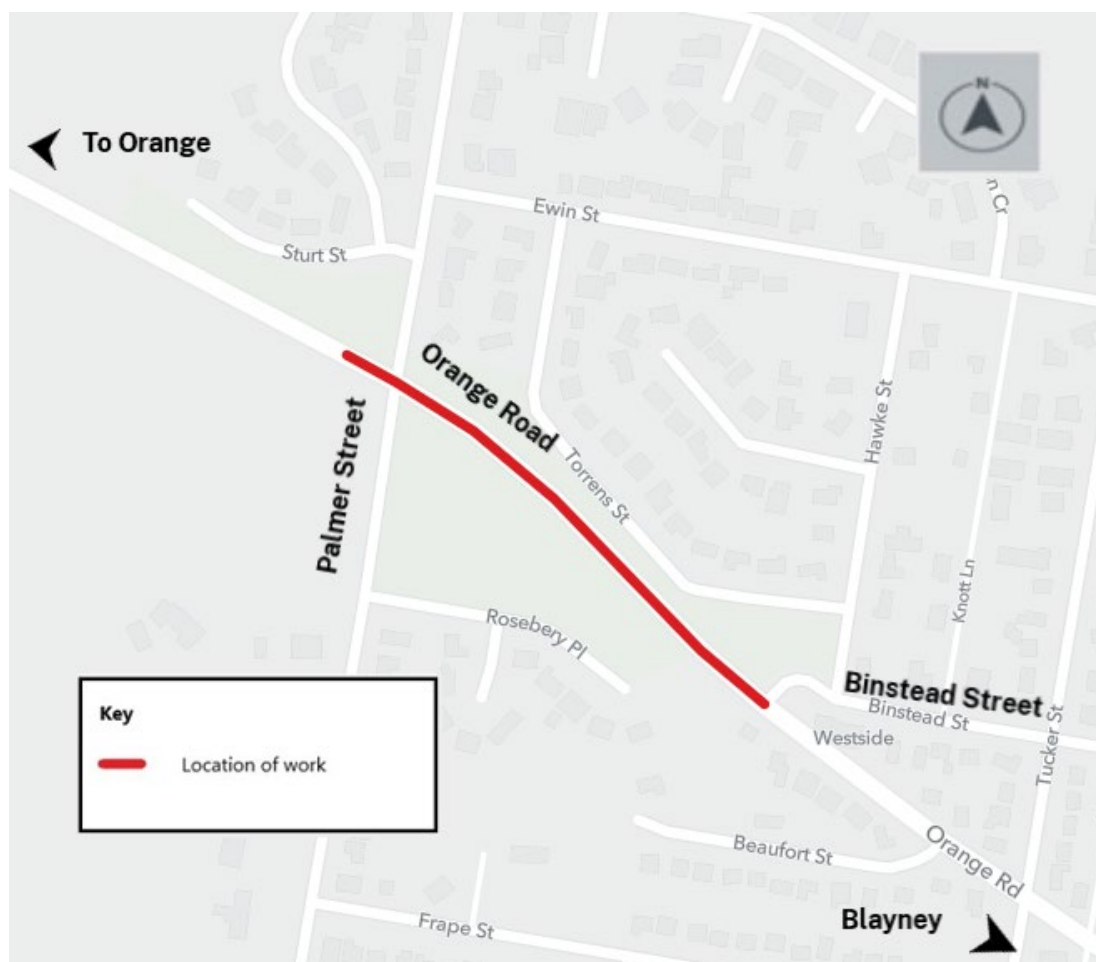 N
To Orange
n Cr
Ewin St
Sturt St
Orange Road
Hawke St
Palmer Street
Torrens St
Knott Ln
Rosebery Pl
Binstead Street
Binstead St
Key
Westside
Location of work
Tucker St
Beaufort St
Orange Rd
Blayney
Frape St